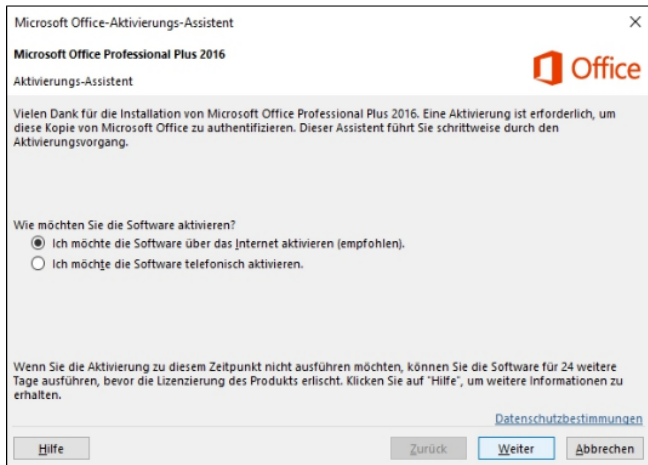 Microsoft Office-Aktivierungs-Assistent
Microsoft Office Professional Plus 2016
Office
Aktivierungs-Assistent
Vielen Dank für die Installation von Microsoft Office Professional Plus 2016. Eine Aktivierung ist erforderlich, um
diese Kopie von Microsoft Office zu authentifizieren. Dieser Assistent führt Sie schrittweise durch den
Aktivierungsvorgang.
Wie möchten Sie die Software aktivieren?
Ich möchte die Software über das Internet aktivieren (empfohlen).
Ich möchte die Software telefonisch aktivieren.
Wenn Sie die Aktivierung zu diesem Zeitpunkt nicht ausführen möchten, können Sie die Software für 24 weitere
Tage ausführen, bevor die Lizenzierung des Produkts erlischt. Klicken Sie auf "Hilfe", um weitere Informationen zu
erhalten.
Datenschutzbestimmungen
Hilfe Zurück Weiter Abbrechen